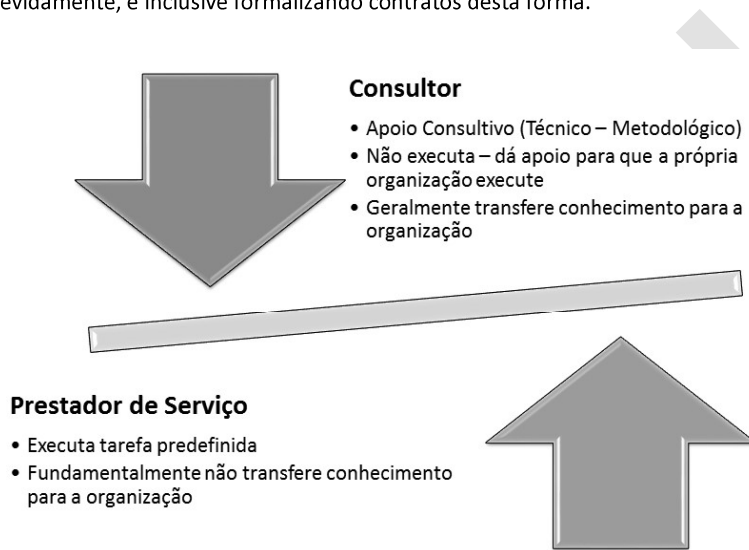 evidamente, e inclusive formalizando contratos desta forma.
Consultor
• Apoio Consultivo (Técnico – Metodológico)
• Não executa – dá apoio para que a própria
organização execute
• Geralmente transfere conhecimento para a
organização
Prestador de Serviço
• Executa tarefa predefinida
• Fundamentalmente não transfere conhecimento
para a organização